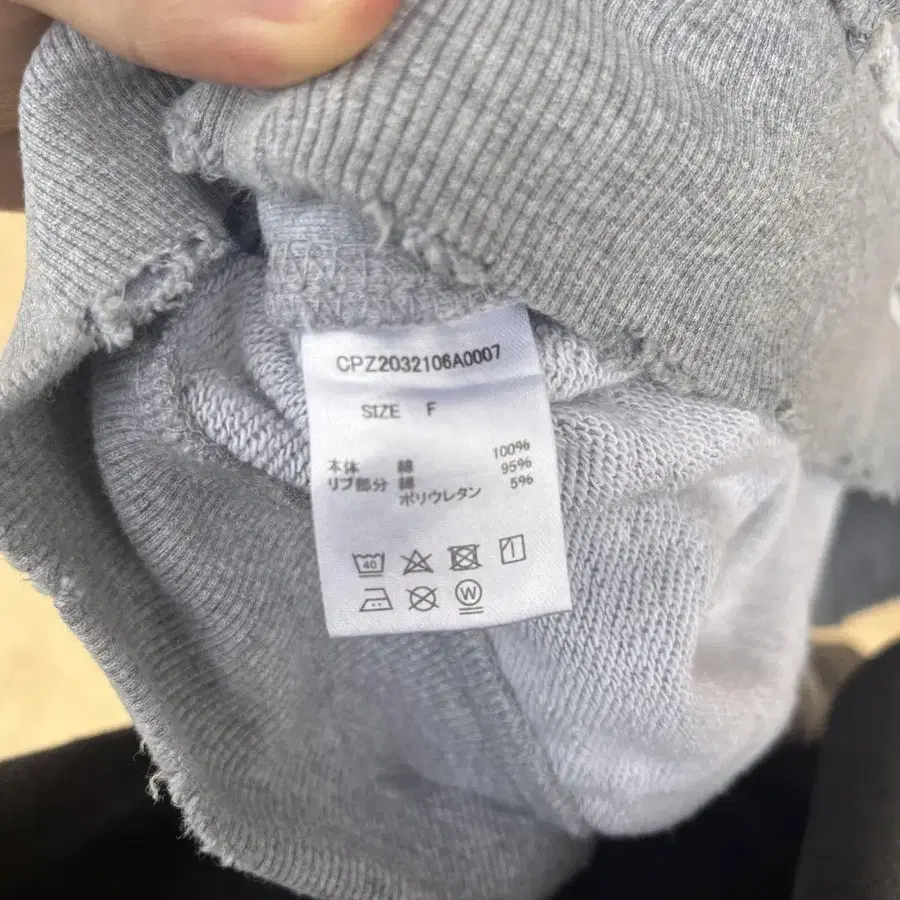 CPZ2032106A0007
SIZE F
本体 綿 100%
リブ部分 綿 95%
ポリウレタン 5%
40
W